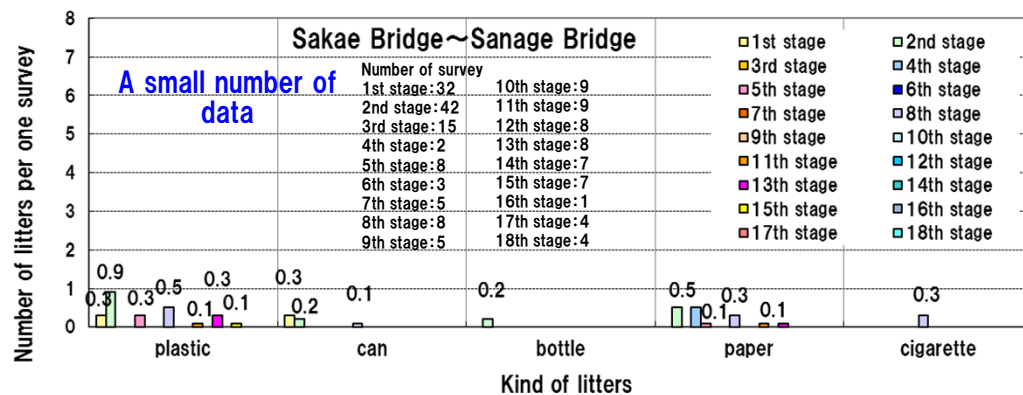 Sakae Bridge～Sanage Bridge
A small number of
data
Number of survey
1st stage:32
2nd stage:42
3rd stage:15
4th stage:2
5th stage:8
6th stage:3
7th stage:5
8th stage:8
9th stage:5
10th stage:9
11th stage:9
12th stage:8
13th stage:8
14th stage:7
15th stage:7
16th stage:1
17th stage:4
18th stage:4
1st stage
2nd stage
3rd stage
4th stage
5th stage
6th stage
7th stage
8th stage
9th stage
10th stage
11th stage
12th stage
13th stage
14th stage
15th stage
16th stage
17th stage
18th stage
Number of litters per one survey
8
7
6
5
4
3
2
1
0
0.3
0.9
0.3
0.5
0.1
0.3
0.1
0.3
0.2
0.1
0.2
0.5
0.1
0.3
0.1
0.3
plastic
can
bottle
paper
cigarette
Kind of litters